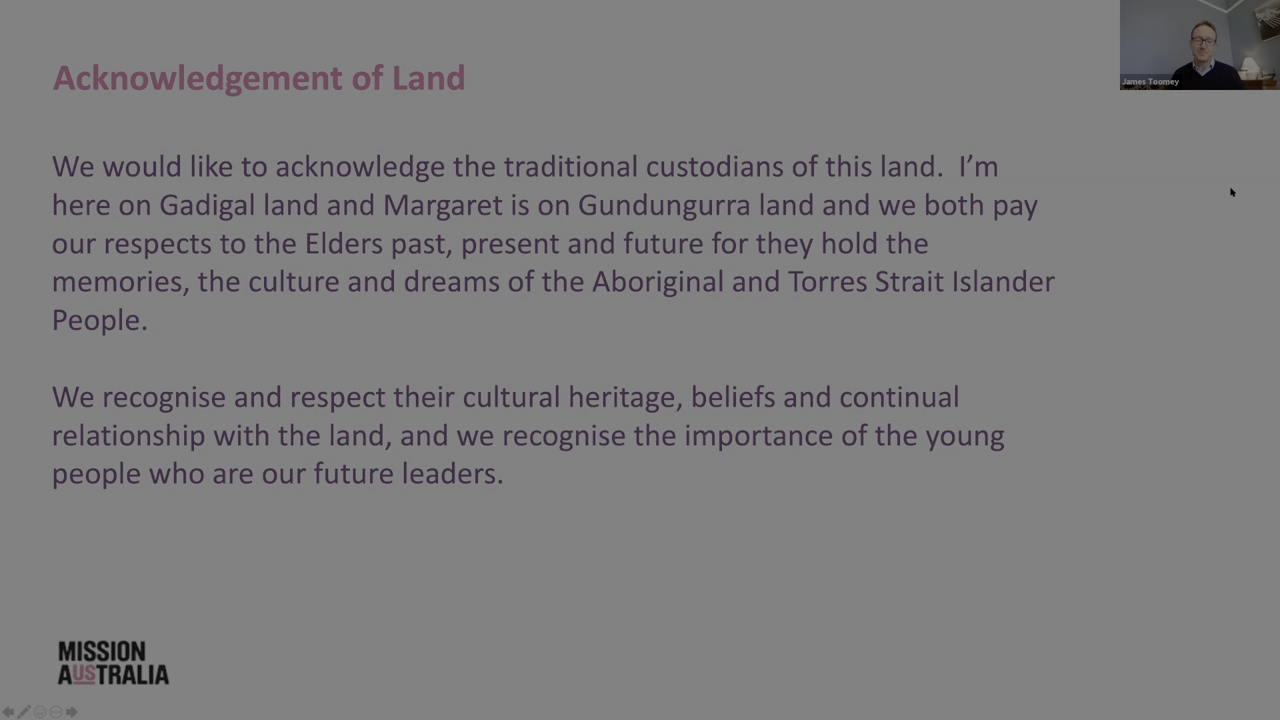 Acknowledgement of Land
James Toomey
We would like to acknowledge the traditional custodians of this land.  I’m
here on Gadigal land and Margaret is on Gundungurra land and we both pay
our respects to the Elders past, present and future for they hold the
memories, the culture and dreams of the Aboriginal and Torres Strait Islander
People.
We recognise and respect their cultural heritage, beliefs and continual
relationship with the land, and we recognise the importance of the young
people who are our future leaders.
MISSION
AUSTRALIA